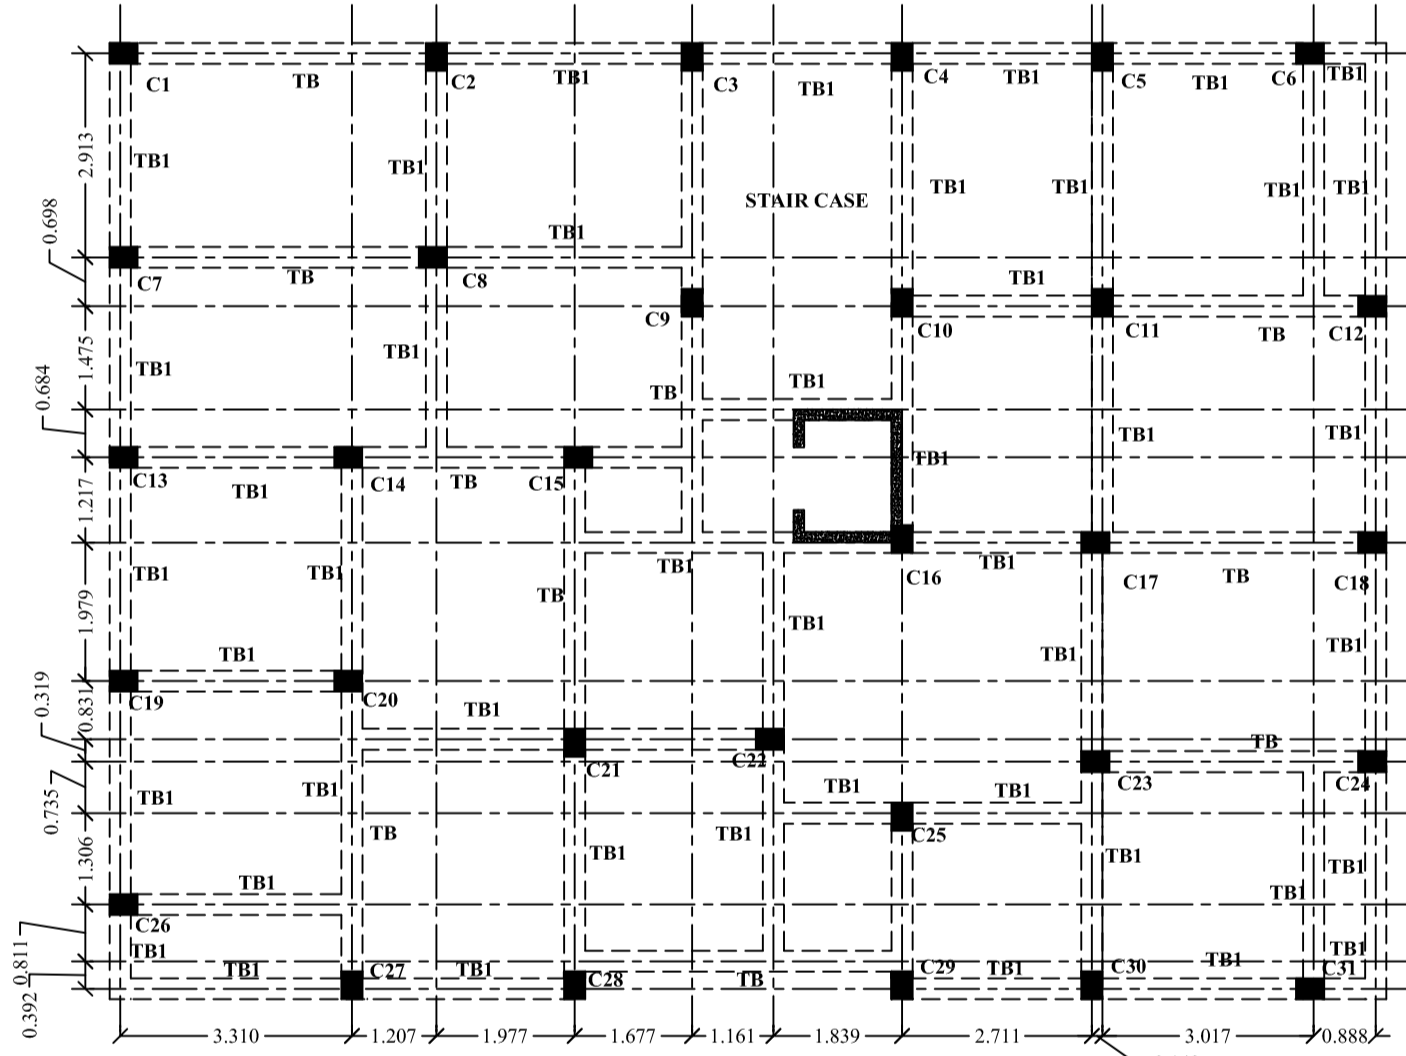 C1 TB C2 TB1 C3 TB1 C4 TB1 C5 TB1 C6 TB1
2.913 TB1 TB1 STAIR CASE TB1 TB1 TB1 TB1
0.698 TB1
C7 TB C8 TB1
C9 C10 C11 TB C12
1.475 TB1 TB1 TB TB1
0.684
TB1 TB1 TB1
C13 TB1 C14 TB C15
1.217
TB1 TB1 TB1 C16 TB1 C17 TB C18
1.979 TB TB1
TB1 TB1 TB1
0.319 C19 C20 TB1
0.831
C21 C22 TB
0.735 TB1 TB1 TB1 TB1 C23 C24
TB TB1 C25
1.306 TB1 TB1 TB1
TB1 TB1
C26
TB1 TB1
0.811 TB1 C27 TB1 C28 TB C29 TB1 C30 TB1 C31
0.392
3.310 1.207 1.977 1.677 1.161 1.839 2.711 3.017 0.888